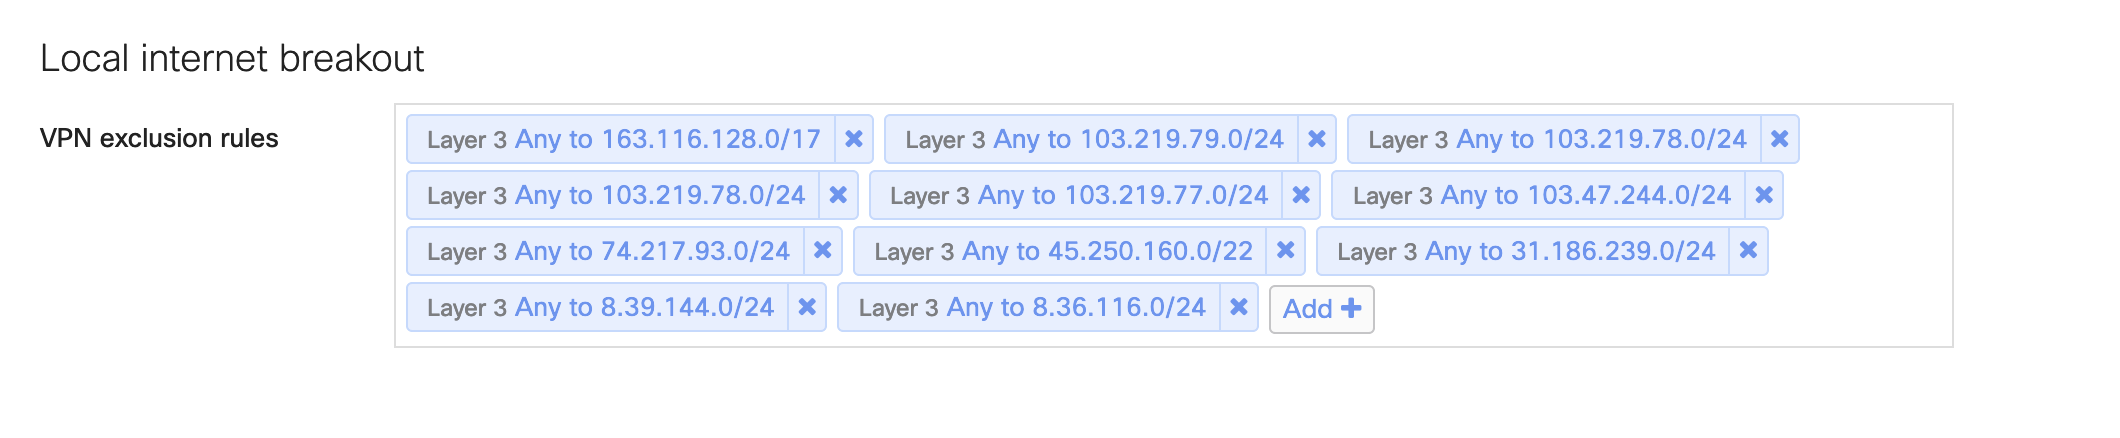 Local internet breakout
VPN exclusion rules
Layer 3 Any to 163.116.128.0/17 ✖ Layer 3 Any to 103.219.79.0/24 ✖ Layer 3 Any to 103.219.78.0/24 ✖
Layer 3 Any to 103.219.78.0/24 ✖ Layer 3 Any to 103.219.77.0/24 ✖ Layer 3 Any to 103.47.244.0/24 ✖
Layer 3 Any to 74.217.93.0/24 ✖ Layer 3 Any to 45.250.160.0/22 ✖ Layer 3 Any to 31.186.239.0/24 ✖
Layer 3 Any to 8.39.144.0/24 ✖ Layer 3 Any to 8.36.116.0/24 ✖ Add +